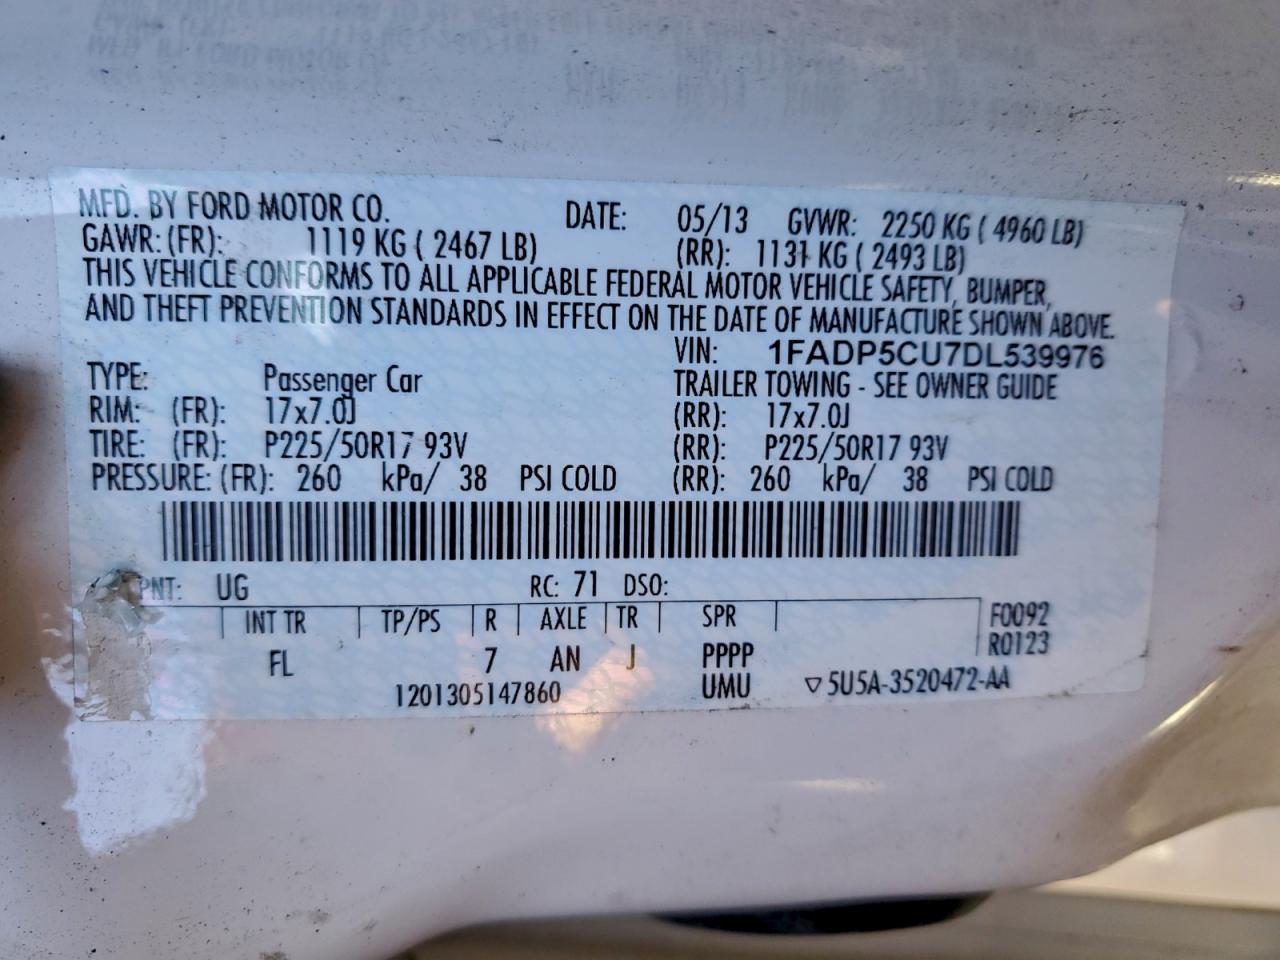 MFD. BY FORD MOTOR CO. DATE: 05/13 GVWR: 2250 KG ( 4960 LB)
GAWR: (FR): 1119 KG ( 2467 LB) (RR): 1131 KG ( 2493 LB)
THIS VEHICLE CONFORMS TO ALL APPLICABLE FEDERAL MOTOR VEHICLE SAFETY, BUMPER,
AND THEFT PREVENTION STANDARDS IN EFFECT ON THE DATE OF MANUFACTURE SHOWN ABOVE.
VIN: 1FADP5CU7DL539976
TYPE: Passenger Car TRAILER TOWING - SEE OWNER GUIDE
RIM: (FR): 17x7.0J (RR): 17x7.0J
TIRE: (FR): P225/50R17 93V (RR): P225/50R17 93V
PRESSURE: (FR): 260 kPa/ 38 PSI COLD (RR): 260 kPa/ 38 PSI COLD
PNT: UG RC: 71 DSO:
INT TR TP/PS R AXLE TR SPR F0092
FL 7 AN J PPPP R0123
1201305147860 UMU ▽5U5A-3520472-AA